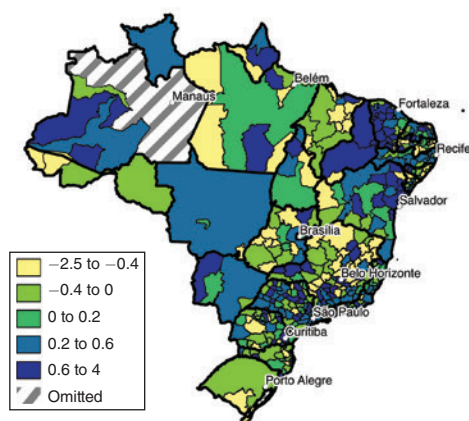 Manaus
Belém
Fortaleza
Recife
Salvador
Brasília
Belo Horizonte
São Paulo
Curitiba
Porto Alegre
−2.5 to −0.4
−0.4 to 0
0 to 0.2
0.2 to 0.6
0.6 to 4
Omitted